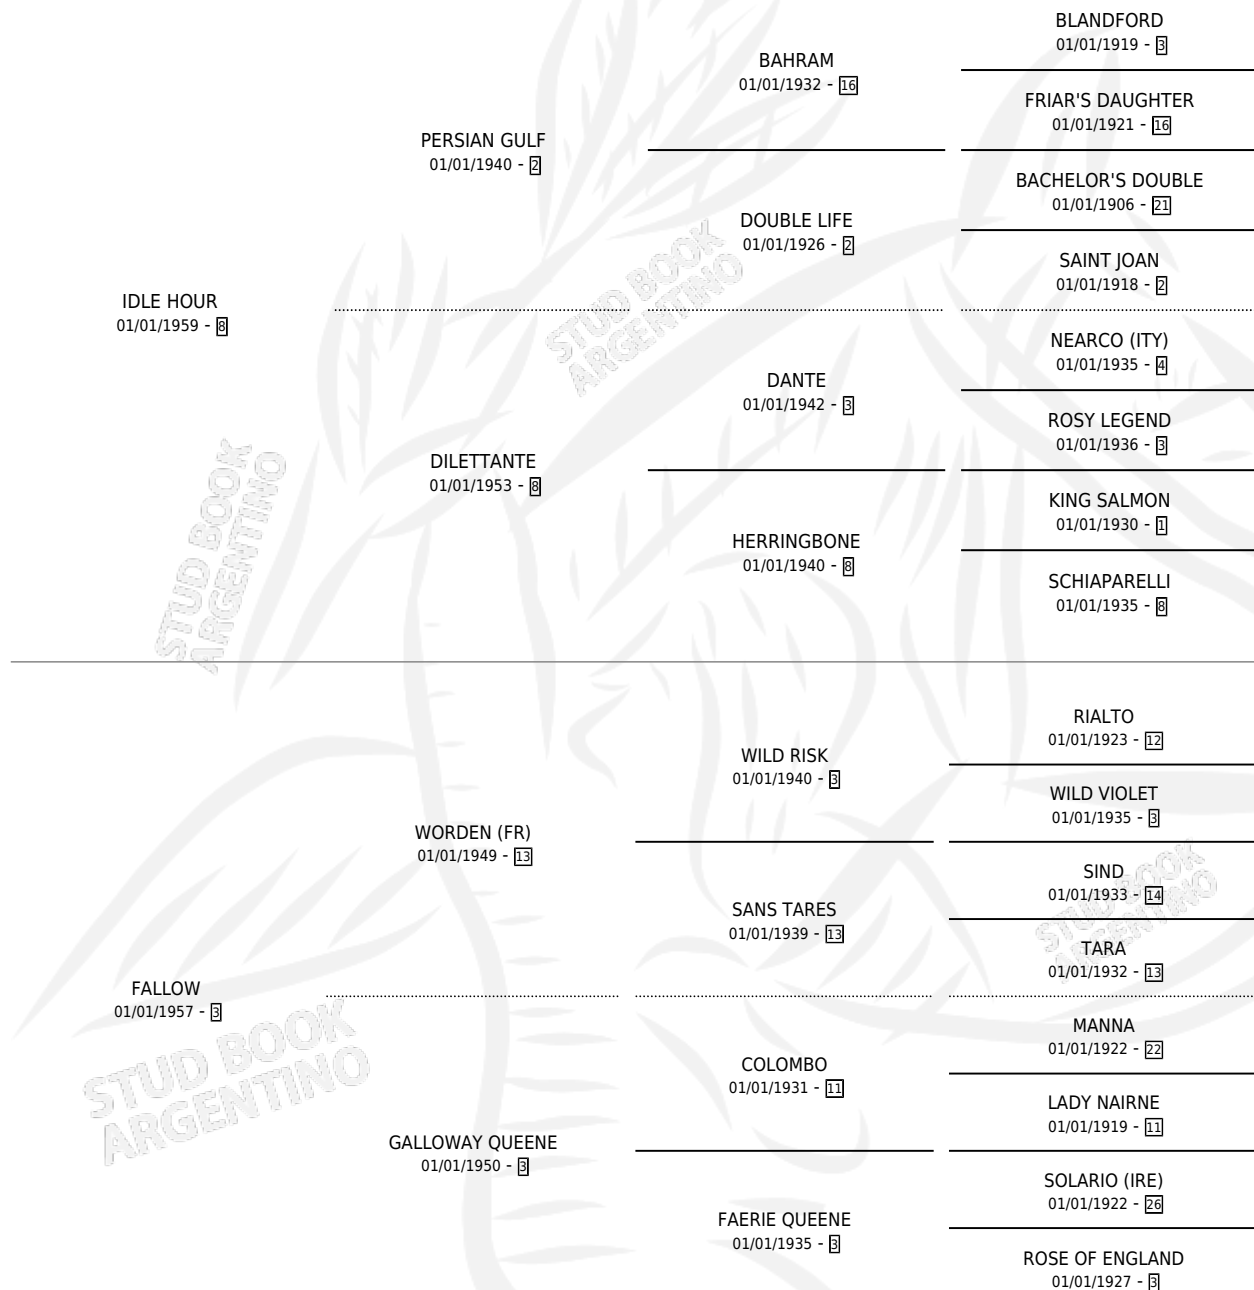 BLANDFORD
01/01/1919 - 3
BAHRAM
01/01/1932 - 16
FRIAR'S DAUGHTER
01/01/1921 - 16
PERSIAN GULF
01/01/1940 - 2
BACHELOR'S DOUBLE
01/01/1906 - 21
DOUBLE LIFE
01/01/1926 - 2
SAINT JOAN
01/01/1918 - 2
IDLE HOUR
01/01/1959 - 8
NEARCO (ITY)
01/01/1935 - 4
DANTE
01/01/1942 - 3
ROSY LEGEND
01/01/1936 - 3
DILETTANTE
01/01/1953 - 8
KING SALMON
01/01/1930 - 1
HERRINGBONE
01/01/1940 - 8
SCHIAPARELLI
01/01/1935 - 8
RIALTO
01/01/1923 - 12
WILD RISK
01/01/1940 - 3
WILD VIOLET
01/01/1935 - 3
WORDEN (FR)
01/01/1949 - 13
SIND
01/01/1933 - 14
SANS TARES
01/01/1939 - 13
TARA
01/01/1932 - 13
FALLOW
01/01/1957 - 3
MANNA
01/01/1922 - 22
COLOMBO
01/01/1931 - 11
LADY NAIRNE
01/01/1919 - 11
GALLOWAY QUEENE
01/01/1950 - 3
SOLARIO (IRE)
01/01/1922 - 26
FAERIE QUEENE
01/01/1935 - 3
ROSE OF ENGLAND
01/01/1927 - 3
STUD BOOK
ARGENTINO
STUD BOOK
ARGENTINO
STUD BOOK
ARGENTINO
STUD BOOK
ARGENTINO